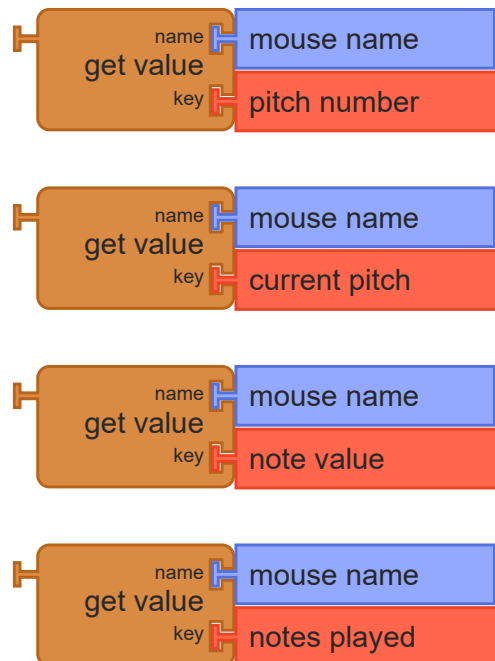 name mouse name
get value
key pitch number
name mouse name
get value
key current pitch
name mouse name
get value
key note value
name mouse name
get value
key notes played